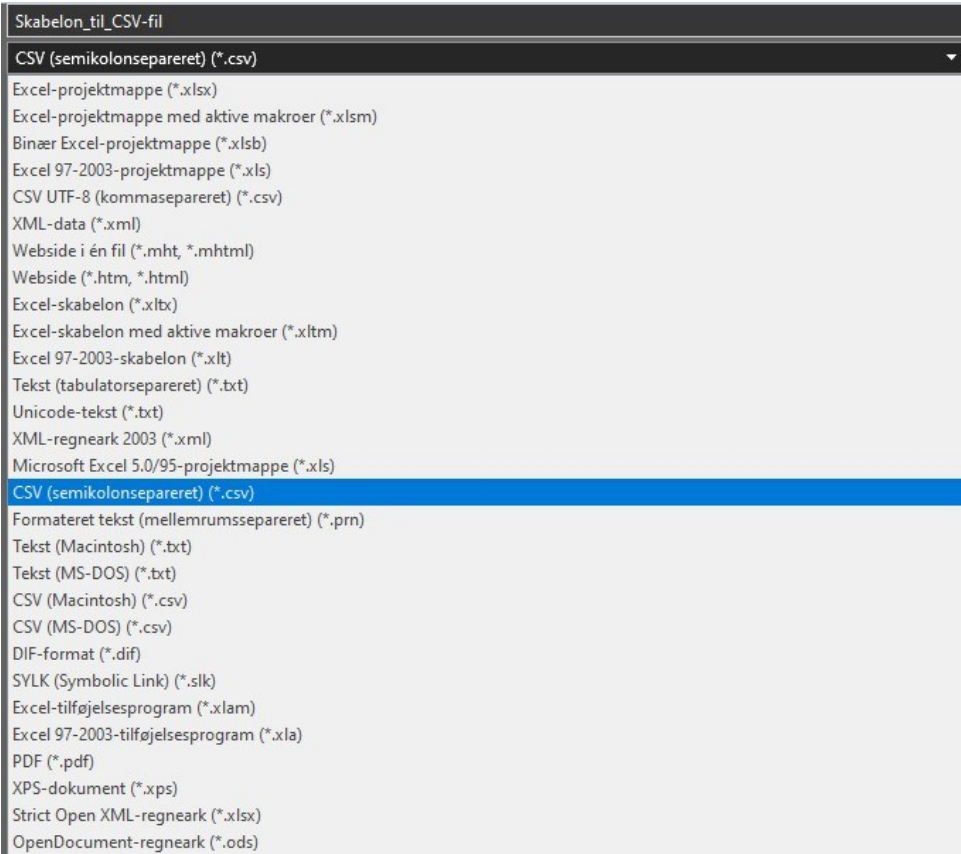 Skabelon_til_CSV-fil
CSV (semikolonsepareret) (*.csv)
Excel-projektmappe (*.xlsx)
Excel-projektmappe med aktive makroer (*.xlsm)
Binær Excel-projektmappe (*.xlsb)
Excel 97-2003-projektmappe (*.xls)
CSV UTF-8 (kommasepareret) (*.csv)
XML-data (*.xml)
Webside i én fil (*.mht, *.mhtml)
Webside (*.htm, *.html)
Excel-skabelon (*.xltx)
Excel-skabelon med aktive makroer (*.xltm)
Excel 97-2003-skabelon (*.xlt)
Tekst (tabulatorsepareret) (*.txt)
Unicode-tekst (*.txt)
XML-regneark 2003 (*.xml)
Microsoft Excel 5.0/95-projektmappe (*.xls)
CSV (semikolonsepareret) (*.csv)
Formateret tekst (mellemrumssepareret) (*.prn)
Tekst (Macintosh) (*.txt)
Tekst (MS-DOS) (*.txt)
CSV (Macintosh) (*.csv)
CSV (MS-DOS) (*.csv)
DIF-format (*.dif)
SYLK (Symbolic Link) (*.slk)
Excel-tilføjelsesprogram (*.xlam)
Excel 97-2003-tilføjelsesprogram (*.xla)
PDF (*.pdf)
XPS-dokument (*.xps)
Strict Open XML-regneark (*.xlsx)
OpenDocument-regneark (*.ods)